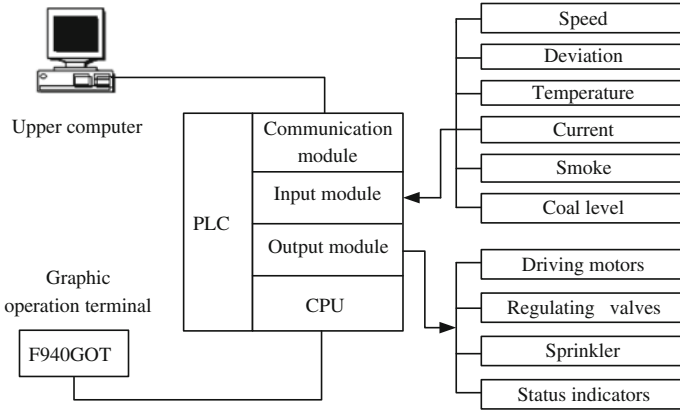 Upper computer
PLC
Communication
module
Input module
Output module
CPU
Graphic
operation terminal
F940GOT
Speed
Deviation
Temperature
Current
Smoke
Coal level
Driving motors
Regulating valves
Sprinkler
Status indicators